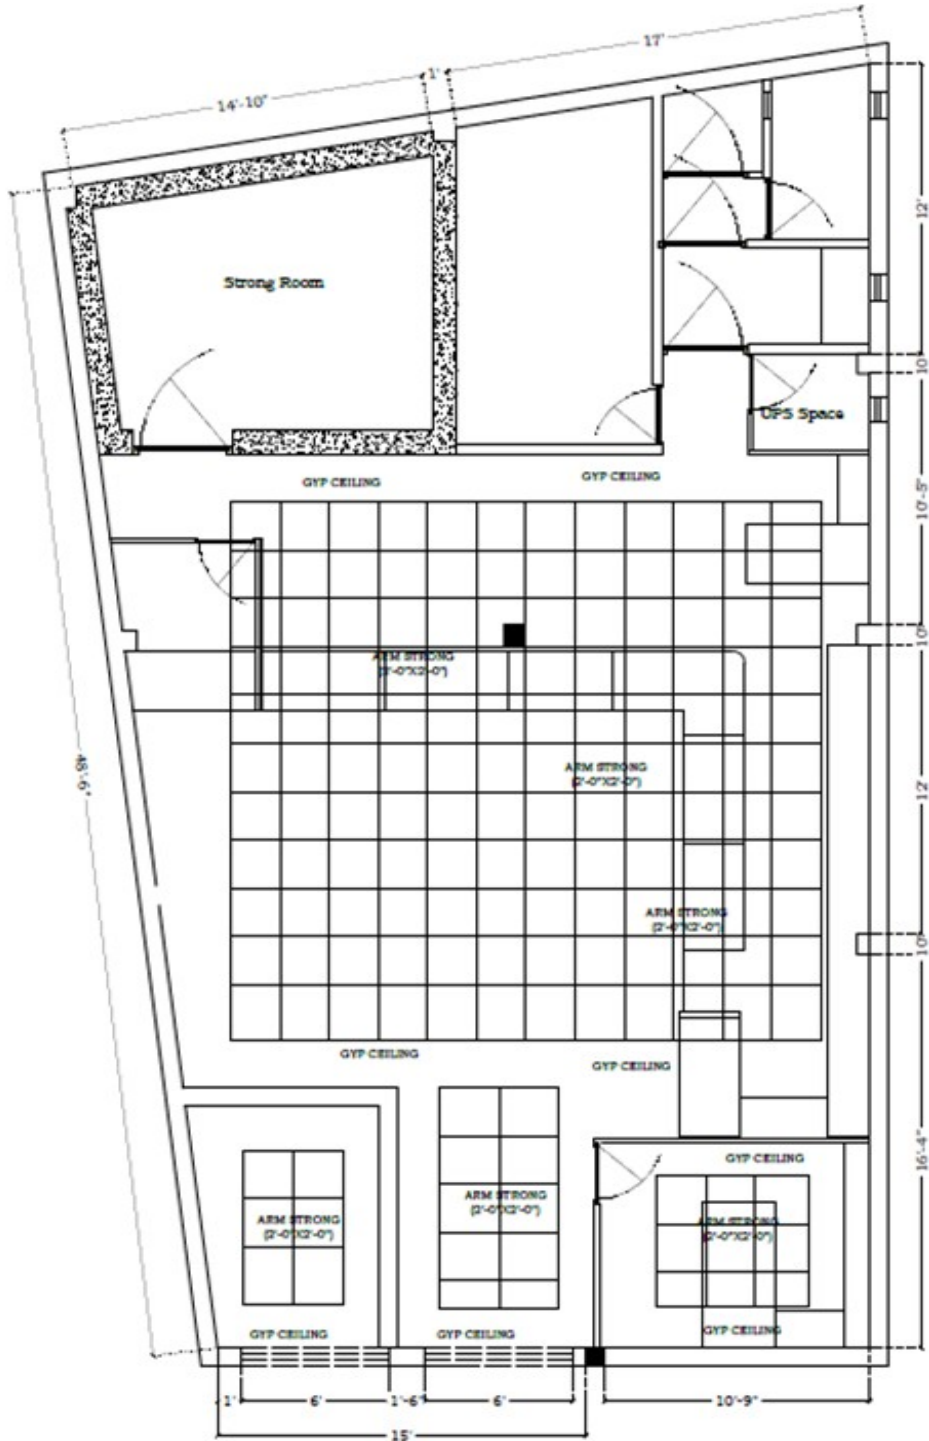 17'
1'
14'-10"
12'
Strong Room
10"
UPS Space
GYP CEILING
GYP CEILING
10'-5"
10"
ARM STRONG
(2'-0"X2'-0")
48'-6"
ARM STRONG
(2'-0"X2'-0")
12'
ARM STRONG
(2'-0"X2'-0")
10"
GYP CEILING
GYP CEILING
16'-4"
GYP CEILING
ARM STRONG
(2'-0"X2'-0")
ARM STRONG
(2'-0"X2'-0")
ARM STRONG
(2'-0"X2'-0")
GYP CEILING
GYP CEILING
GYP CEILING
1'
6'
1'-6"
6'
10'-9"
15'